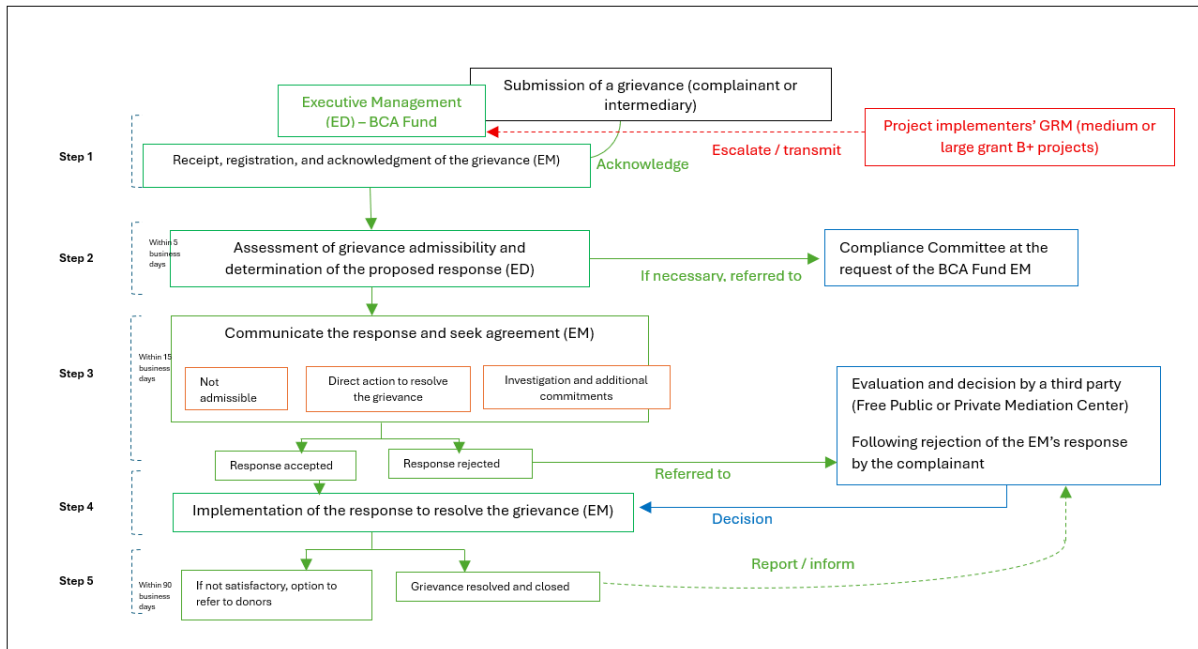 Submission of a grievance (complainant or
intermediary)
Executive Management
(ED) – BCA Fund
Project implementers' GRM (medium or
large grant B+ projects)
Escalate / transmit
Step 1
Receipt, registration, and acknowledgment of the grievance (EM)
Acknowledge
Step 2
Within 5
business
days
Assessment of grievance admissibility and
determination of the proposed response (ED)
If necessary, referred to
Compliance Committee at the
request of the BCA Fund EM
Step 3
Within 15
business
days
Communicate the response and seek agreement (EM)
Not
admissible
Direct action to resolve
the grievance
Investigation and additional
commitments
Evaluation and decision by a third party
(Free Public or Private Mediation Center)
Following rejection of the EM's response
by the complainant
Response accepted
Response rejected
Referred to
Step 4
Implementation of the response to resolve the grievance (EM)
Decision
Step 5
Within 90
business
days
If not satisfactory, option to
refer to donors
Grievance resolved and closed
Report / inform